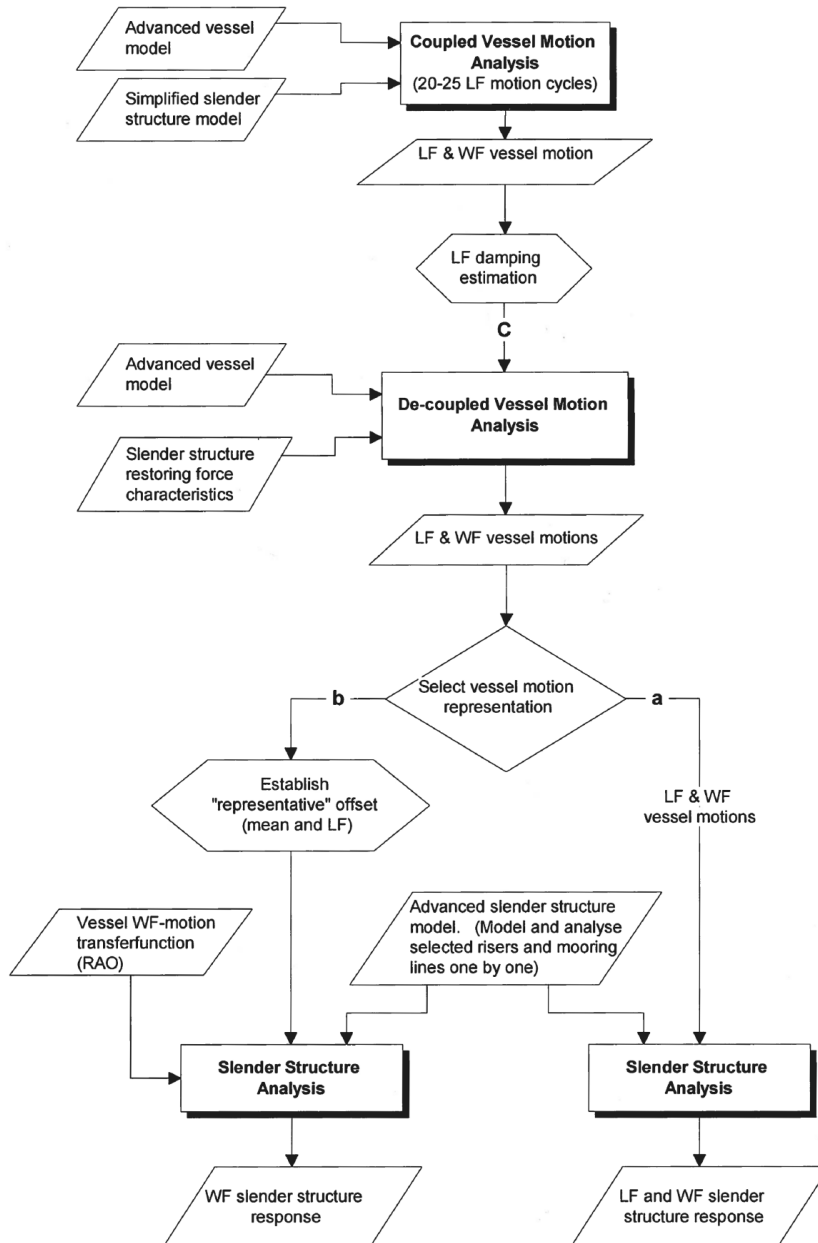 Advanced vessel
model
Coupled Vessel Motion
Analysis
(20-25 LF motion cycles)
Simplified slender
structure model
LF & WF vessel motion
LF damping
estimation
C
Advanced vessel
model
De-coupled Vessel Motion
Analysis
Slender structure
restoring force
characteristics
LF & WF vessel motions
Select vessel motion
representation
b
a
Establish
"representative" offset
(mean and LF)
LF & WF
vessel motions
Vessel WF-motion
transferfunction
(RAO)
Advanced slender structure
model. (Model and analyse
selected risers and mooring
lines one by one)
Slender Structure
Analysis
Slender Structure
Analysis
WF slender structure
response
LF and WF slender
structure response